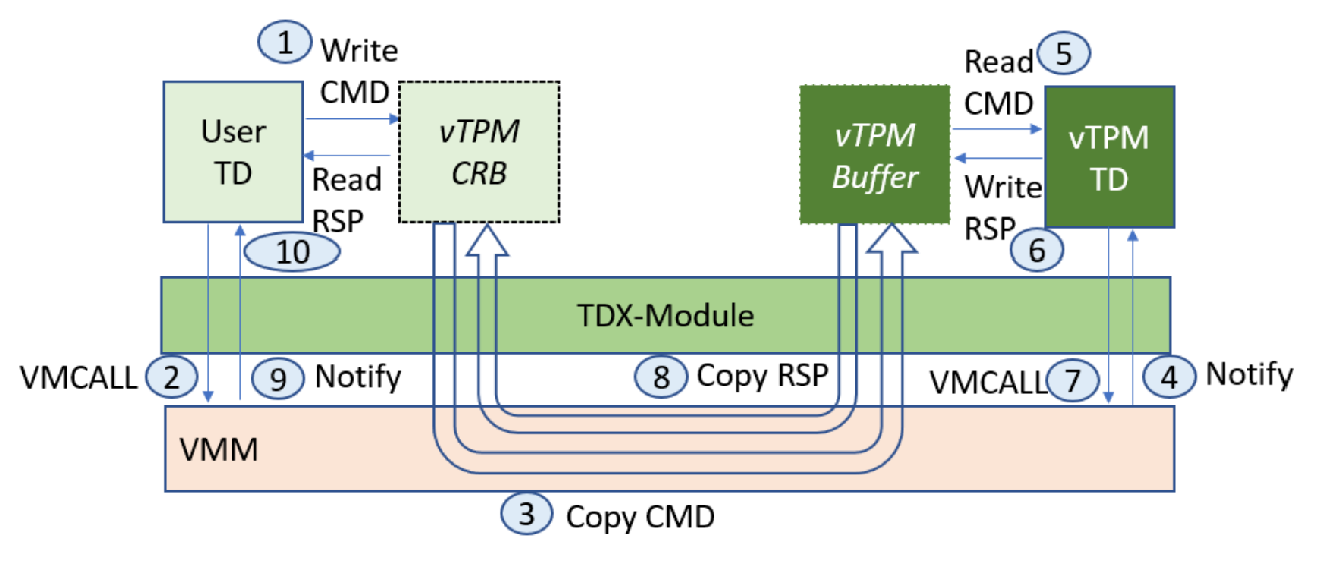 1
Write
CMD
User
TD
vTPM
CRB
Read
RSP
10
vTPM
Buffer
Read
CMD
5
vTPM
TD
Write
RSP
6
TDX-Module
VMCALL
2
9
Notify
8
Copy RSP
VMCALL
7
4
Notify
VMM
3
Copy CMD